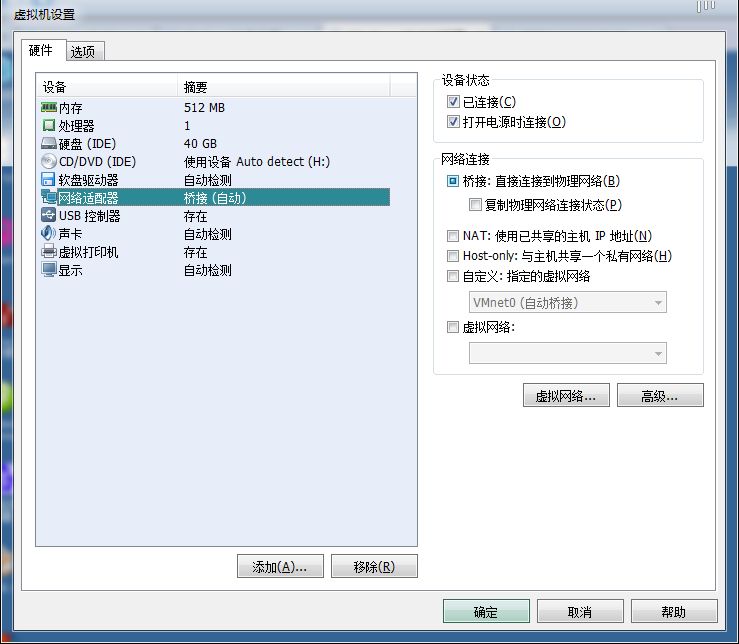 虚拟机设置
硬件 选项
设备 摘要
内存 512 MB
处理器 1
硬盘 (IDE) 40 GB
CD/DVD (IDE) 使用设备 Auto detect (H:)
软盘驱动器 自动检测
网络适配器 桥接 (自动)
USB 控制器 存在
声卡 自动检测
虚拟打印机 存在
显示 自动检测
添加(A)... 移除(R)
设备状态
已连接(C)
打开电源时连接(O)
网络连接
桥接: 直接连接到物理网络(B)
复制物理网络连接状态(P)
NAT: 使用已共享的主机 IP 地址(N)
Host-only: 与主机共享一个私有网络(H)
自定义: 指定的虚拟网络
VMnet0 (自动桥接)
虚拟网络:
虚拟网络... 高级...
确定 取消 帮助